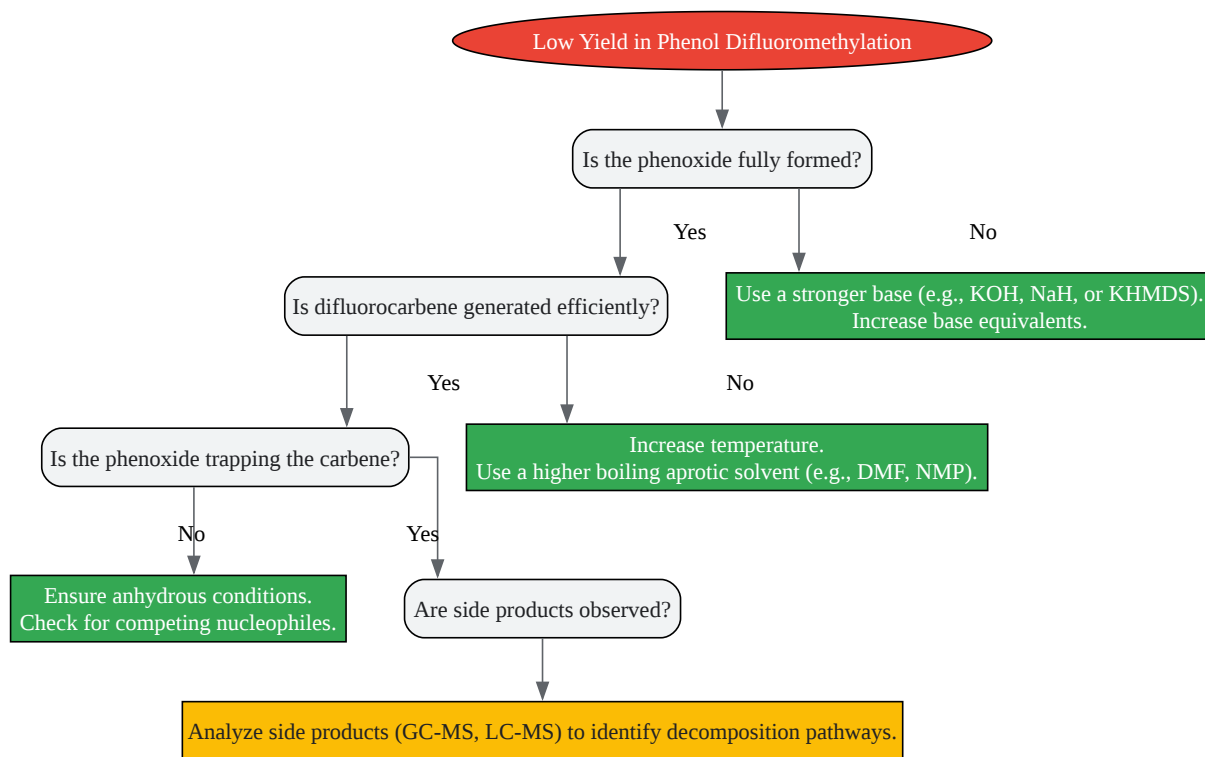 Low Yield in Phenol Difluoromethylation
Is the phenoxide fully formed?
Yes
No
Is difluorocarbene generated efficiently?
Use a stronger base (e.g., KOH, NaH, or KHMDS).
Increase base equivalents.
Yes
No
Is the phenoxide trapping the carbene?
Increase temperature.
Use a higher boiling aprotic solvent (e.g., DMF, NMP).
No
Yes
Ensure anhydrous conditions.
Check for competing nucleophiles.
Are side products observed?
Analyze side products (GC-MS, LC-MS) to identify decomposition pathways.